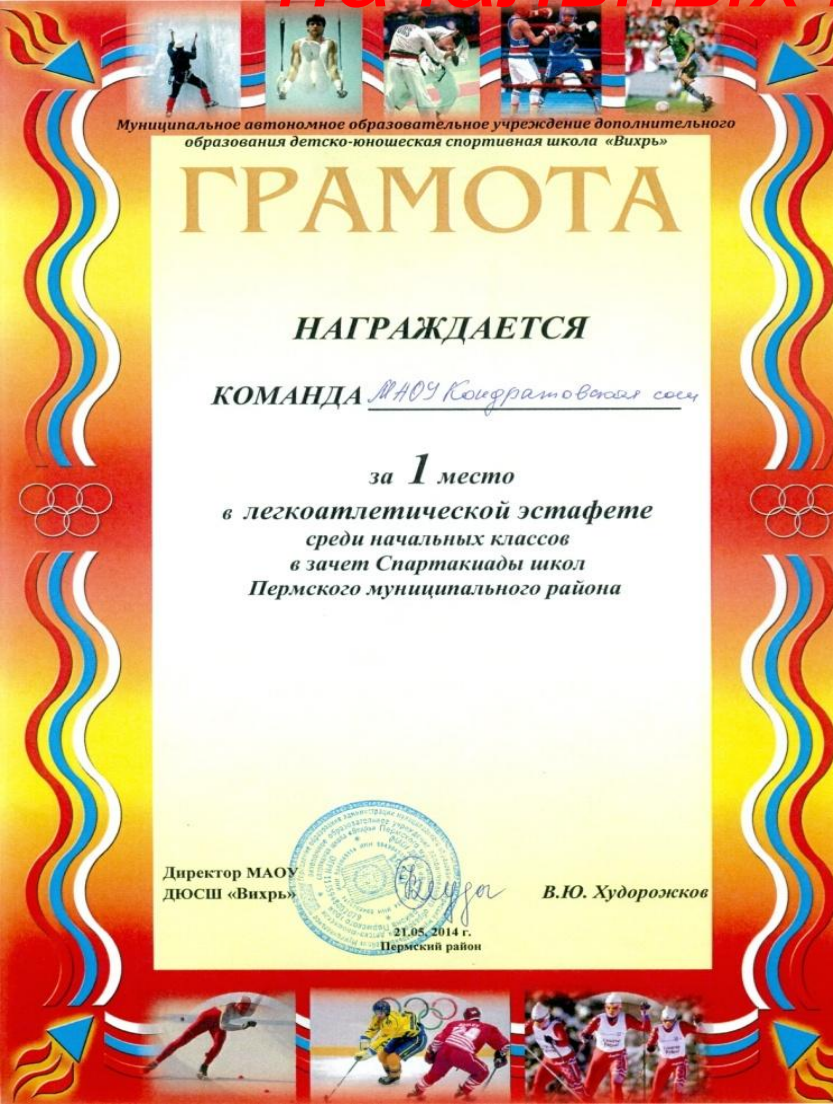 начальных
Муниципальное автономное образовательное учреждение дополнительного
образования детско-юношеская спортивная школа «Вихрь»
ГРАМОТА
НАГРАЖДАЕТСЯ
КОМАНДА МАОУ Кондратовская сош
за 1 место
в легкоатлетической эстафете
среди начальных классов
в зачет Спартакиады школ
Пермского муниципального района
Директор МАОУ
ДЮСШ «Вихрь»
В.Ю. Худорожков
21.05. 2014 г.
Пермский район